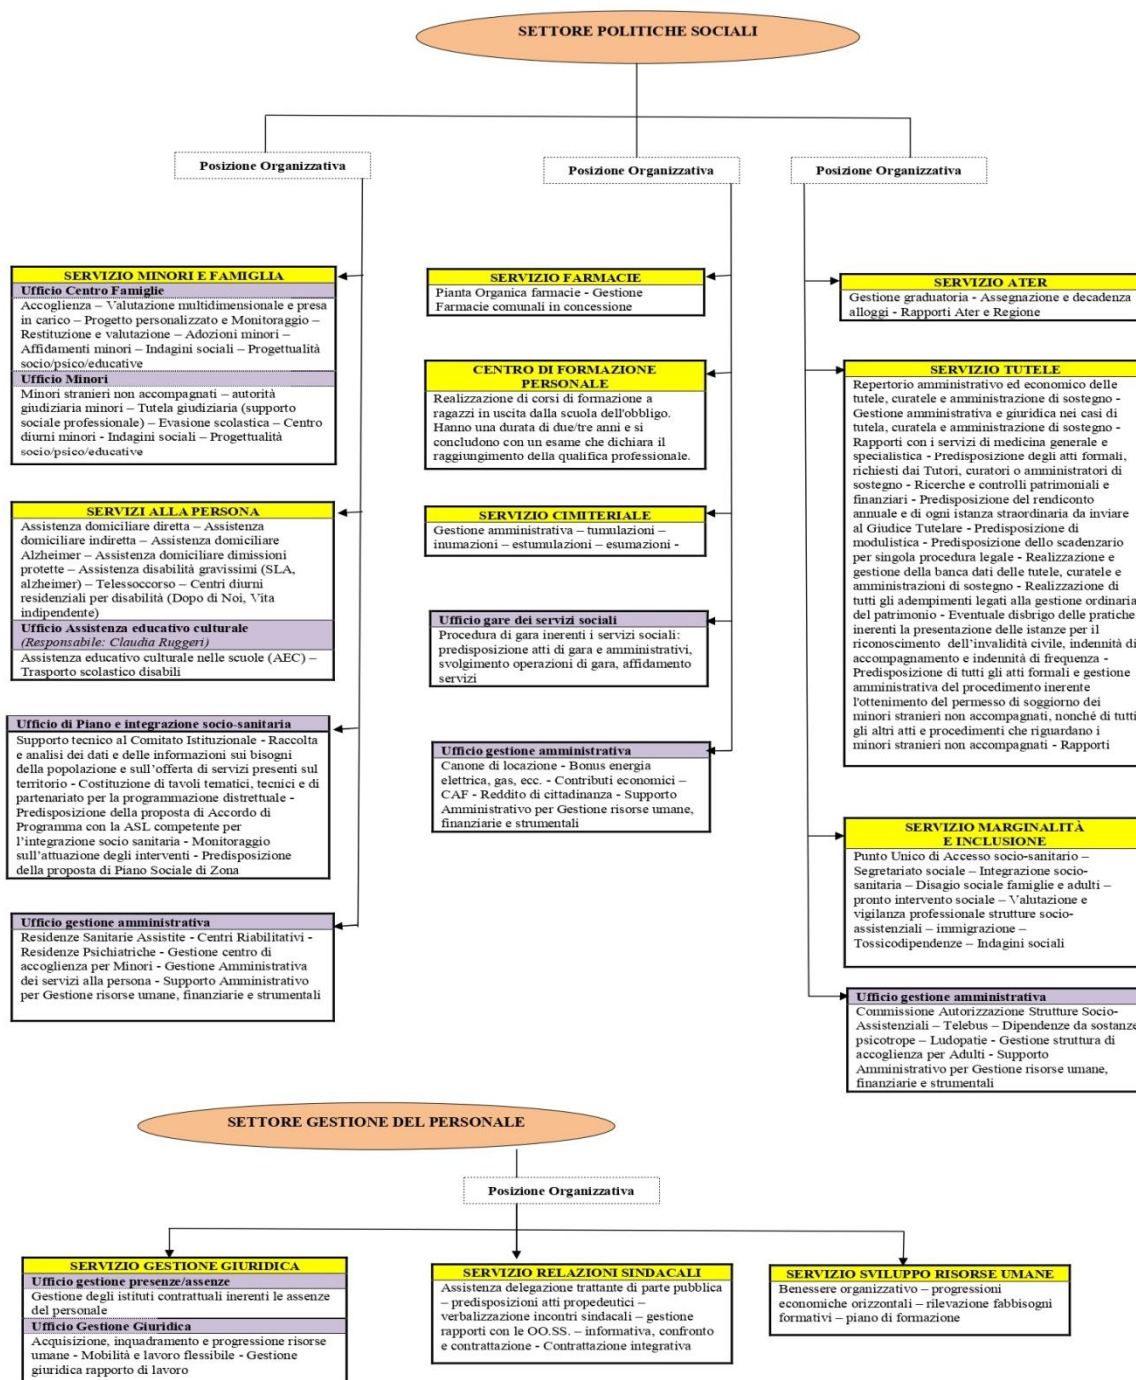 SETTORE POLITICHE SOCIALI
Posizione Organizzativa
Posizione Organizzativa
Posizione Organizzativa
SERVIZIO MINORI E FAMIGLIA
Ufficio Centro Famiglie
Accoglienza – Valutazione multidimensionale e presa
in carico – Progetto personalizzato e Monitoraggio –
Restituzione e valutazione – Adozioni minori –
Affidamenti minori – Indagini sociali – Progettualità
socio/psico/educative
Ufficio Minori
Minori stranieri non accompagnati – autorità
giudiziaria minori – Tutela giudiziaria (supporto
sociale professionale) – Evasione scolastica – Centro
diurni minori - Indagini sociali – Progettualità
socio/psico/educative
SERVIZI ALLA PERSONA
Assistenza domiciliare diretta – Assistenza
domiciliare indiretta – Assistenza domiciliare
Alzheimer – Assistenza domiciliare dimissioni
protette – Assistenza disabilità gravissimi (SLA,
alzheimer) – Telessoccorso – Centri diurni
residenziali per disabilità (Dopo di Noi, Vita
indipendente)
Ufficio Assistenza educativo culturale
(Responsabile: Claudia Ruggeri)
Assistenza educativo culturale nelle scuole (AEC) –
Trasporto scolastico disabili
Ufficio di Piano e integrazione socio-sanitaria
Supporto tecnico al Comitato Istituzionale - Raccolta
e analisi dei dati e delle informazioni sui bisogni
della popolazione e sull'offerta di servizi presenti sul
territorio - Costituzione di tavoli tematici, tecnici e di
partenariato per la programmazione distrettuale -
Predisposizione della proposta di Accordo di
Programma con la ASL competente per
l'integrazione socio sanitaria - Monitoraggio
sull'attuazione degli interventi - Predisposizione
della proposta di Piano Sociale di Zona
Ufficio gestione amministrativa
Residenze Sanitarie Assistite - Centri Riabilitativi -
Residenze Psichiatriche - Gestione centro di
accoglienza per Minori - Gestione Amministrativa
dei servizi alla persona - Supporto Amministrativo
per Gestione risorse umane, finanziarie e strumentali
SERVIZIO FARMACIE
Pianta Organica farmacie - Gestione
Farmacie comunali in concessione
CENTRO DI FORMAZIONE
PERSONALE
Realizzazione di corsi di formazione a
ragazzi in uscita dalla scuola dell'obbligo.
Hanno una durata di due/tre anni e si
concludono con un esame che dichiara il
raggiungimento della qualifica professionale.
SERVIZIO CIMITERIALE
Gestione amministrativa – tumulazioni –
inumazioni – estumulazioni – esumazioni -
Ufficio gare dei servizi sociali
Procedura di gara inerenti i servizi sociali:
predisposizione atti di gara e amministrativi,
svolgimento operazioni di gara, affidamento
servizi
Ufficio gestione amministrativa
Canone di locazione - Bonus energia
elettrica, gas, ecc. - Contributi economici –
CAF - Reddito di cittadinanza - Supporto
Amministrativo per Gestione risorse umane,
finanziarie e strumentali
SERVIZIO ATER
Gestione graduatoria - Assegnazione e decadenza
alloggi - Rapporti Ater e Regione
SERVIZIO TUTELE
Repertorio amministrativo ed economico delle
tutele, curatele e amministrazione di sostegno -
Gestione amministrativa e giuridica nei casi di
tutela, curatela e amministrazione di sostegno -
Rapporti con i servizi di medicina generale e
specialistica - Predisposizione degli atti formali,
richiesti dai Tutori, curatori o amministratori di
sostegno - Ricerche e controlli patrimoniali e
finanziari - Predisposizione del rendiconto
annuale e di ogni istanza straordinaria da inviare
al Giudice Tutelare - Predisposizione di
modulistica - Predisposizione dello scadenzario
per singola procedura legale - Realizzazione e
gestione della banca dati delle tutele, curatele e
amministrazioni di sostegno - Realizzazione di
tutti gli adempimenti legati alla gestione ordinaria
del patrimonio - Eventuale disbrigo delle pratiche
inerenti la presentazione delle istanze per il
riconoscimento dell'invalidità civile, indennità di
accompagnamento e indennità di frequenza -
Predisposizione di tutti gli atti formali e gestione
amministrativa del procedimento inerente
l'ottenimento del permesso di soggiorno dei
minori stranieri non accompagnati, nonché di tutti
gli altri atti e procedimenti che riguardano i
minori stranieri non accompagnati - Rapporti
SERVIZIO MARGINALITÀ
E INCLUSIONE
Punto Unico di Accesso socio-sanitario –
Segretariato sociale – Integrazione socio-
sanitaria – Disagio sociale famiglie e adulti –
pronto intervento sociale – Valutazione e
vigilanza professionale strutture socio-
assistenziali – immigrazione –
Tossicodipendenze – Indagini sociali
Ufficio gestione amministrativa
Commissione Autorizzazione Strutture Socio-
Assistenziali – Telebus – Dipendenze da sostanze
psicotrope – Ludopatie - Gestione struttura di
accoglienza per Adulti - Supporto
Amministrativo per Gestione risorse umane,
finanziarie e strumentali
SETTORE GESTIONE DEL PERSONALE
Posizione Organizzativa
SERVIZIO GESTIONE GIURIDICA
Ufficio gestione presenze/assenze
Gestione degli istituti contrattuali inerenti le assenze
del personale
Ufficio Gestione Giuridica
Acquisizione, inquadramento e progressione risorse
umane - Mobilità e lavoro flessibile - Gestione
giuridica rapporto di lavoro
SERVIZIO RELAZIONI SINDACALI
Assistenza delegazione trattante di parte pubblica
– predisposizioni atti propedeutici –
verbalizzazione incontri sindacali – gestione
rapporti con le OO.SS. – informativa, confronto
e contrattazione - Contrattazione integrativa
SERVIZIO SVILUPPO RISORSE UMANE
Benessere organizzativo – progressioni
economiche orizzontali – rilevazione fabbisogni
formativi – piano di formazione